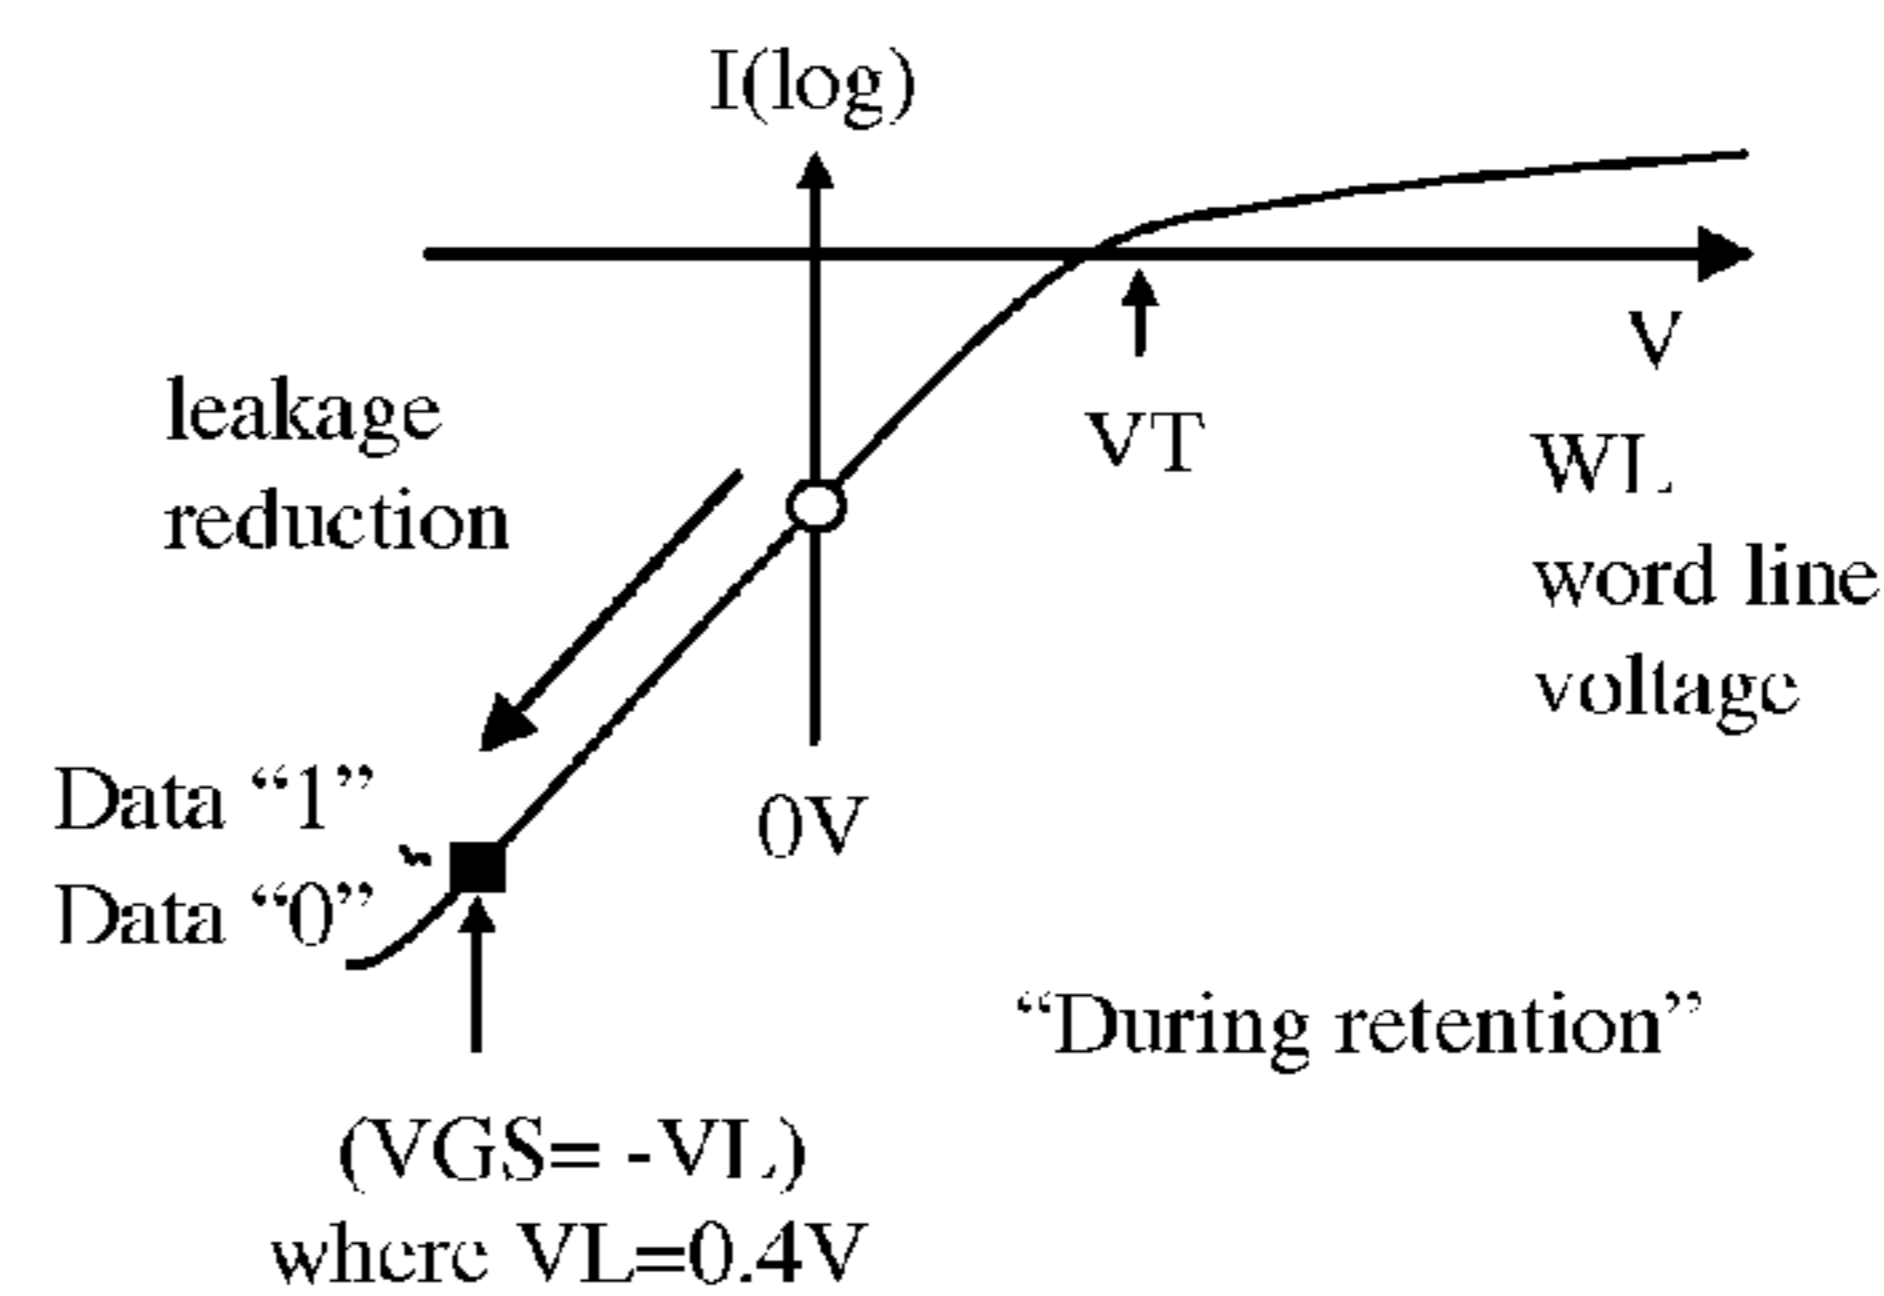 I(log)
leakage
reduction
V
VT
WL
word line
voltage
Data “1”
~
Data “0”
0V
“During retention”
(VGS= -VL)
where VL=0.4V